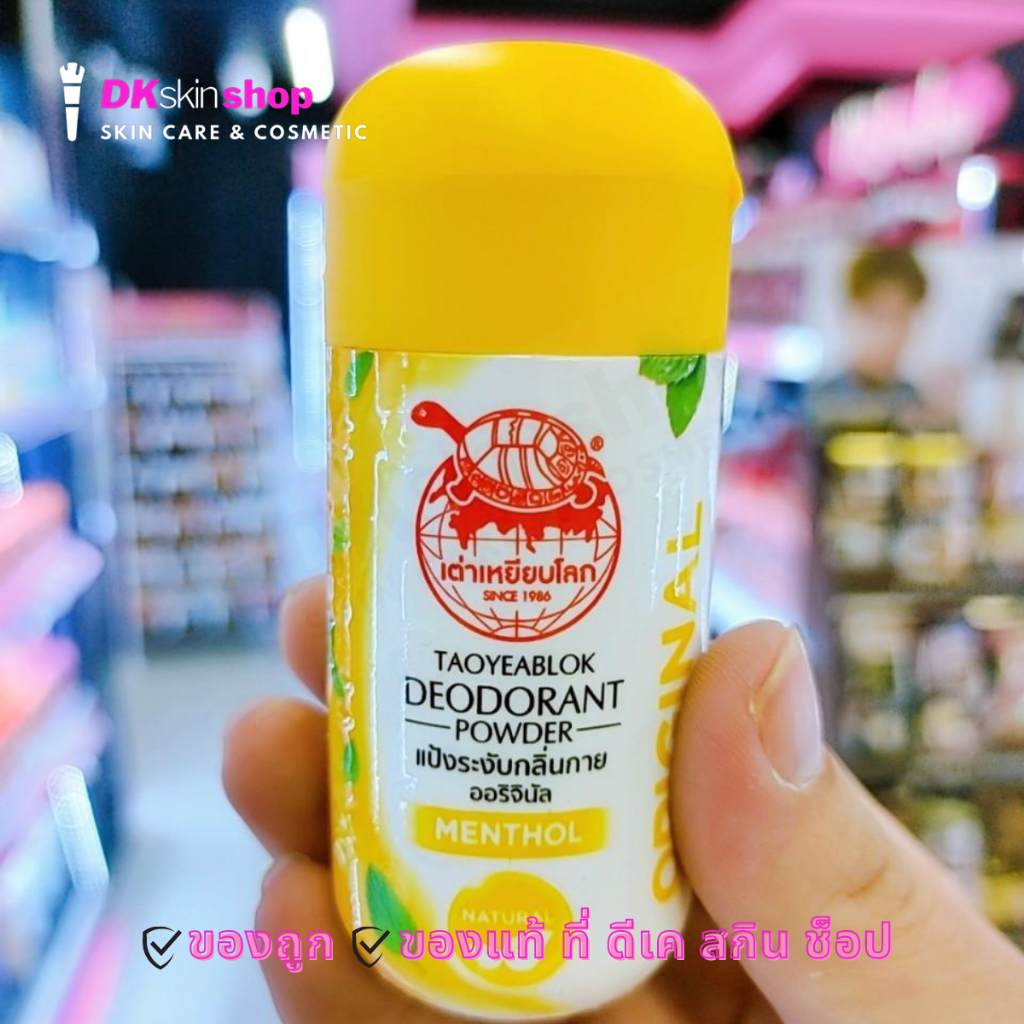 DKskinshop
SKIN CARE & COSMETIC
®
เต่าเหยียบโลก
SINCE 1986
TAOYEABLOK
DEODORANT
POWDER
แป้งระงับกลิ่นกาย
ออริจินัล
MENTHOL
ORIGINAL
NATURAL
ของถูก ของแท้ ที่ ดีเค สกิน ช็อป